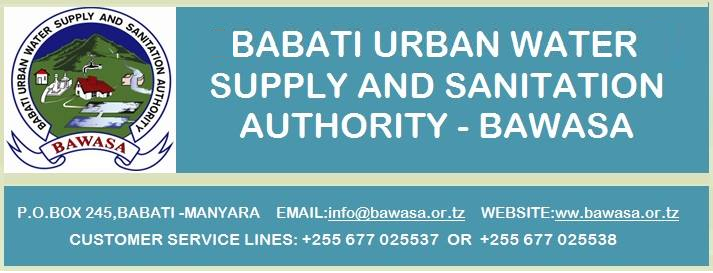 BABATI URBAN WATER SUPPLY AND SANITATION AUTHORITY
BAWASA
BABATI URBAN WATER
SUPPLY AND SANITATION
AUTHORITY - BAWASA
P.O.BOX 245,BABATI -MANYARA EMAIL:info@bawasa.or.tz WEBSITE:ww.bawasa.or.tz
CUSTOMER SERVICE LINES: +255 677 025537 OR +255 677 025538